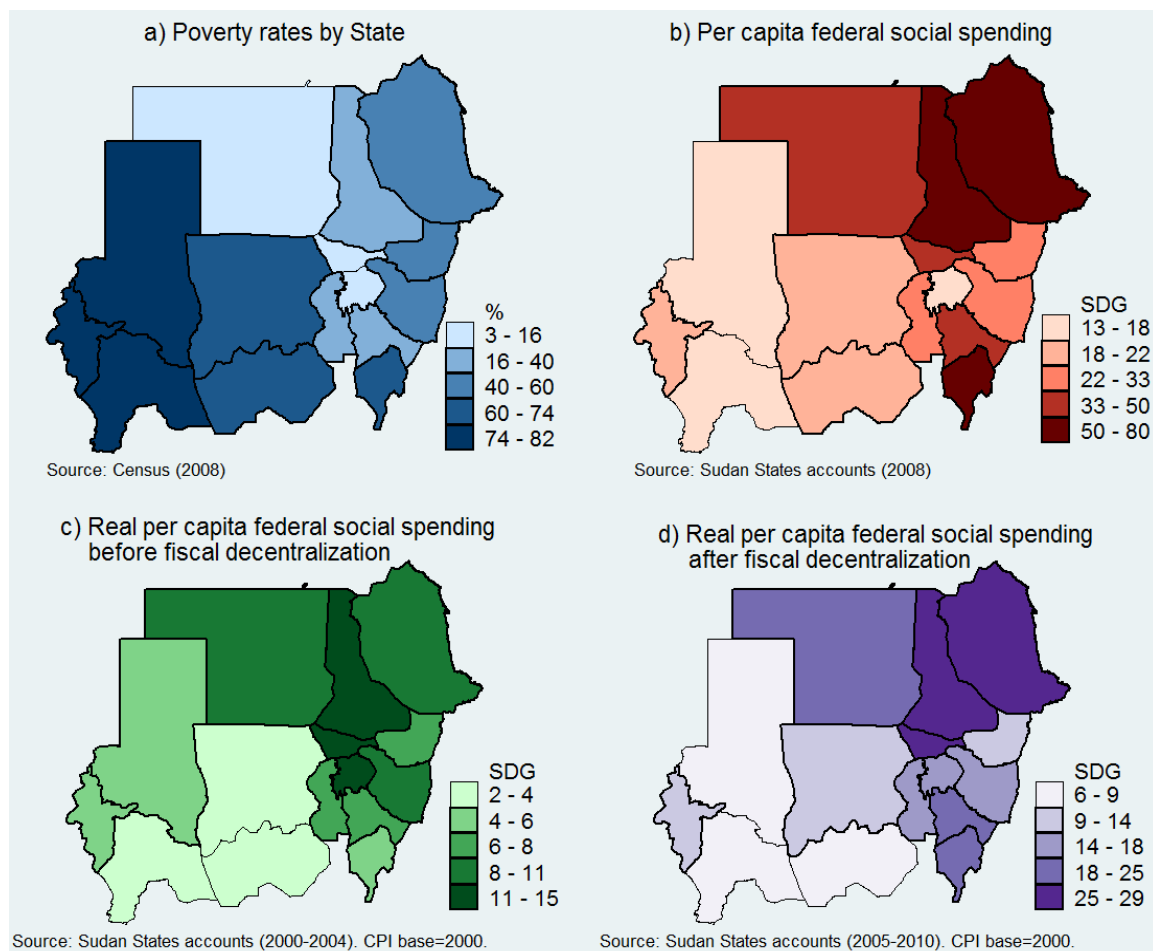 a) Poverty rates by State
%
3 - 16
16 - 40
40 - 60
60 - 74
74 - 82
Source: Census (2008)
b) Per capita federal social spending
SDG
13 - 18
18 - 22
22 - 33
33 - 50
50 - 80
Source: Sudan States accounts (2008)
c) Real per capita federal social spending
before fiscal decentralization
SDG
2 - 4
4 - 6
6 - 8
8 - 11
11 - 15
Source: Sudan States accounts (2000-2004). CPI base=2000.
d) Real per capita federal social spending
after fiscal decentralization
SDG
6 - 9
9 - 14
14 - 18
18 - 25
25 - 29
Source: Sudan States accounts (2005-2010). CPI base=2000.